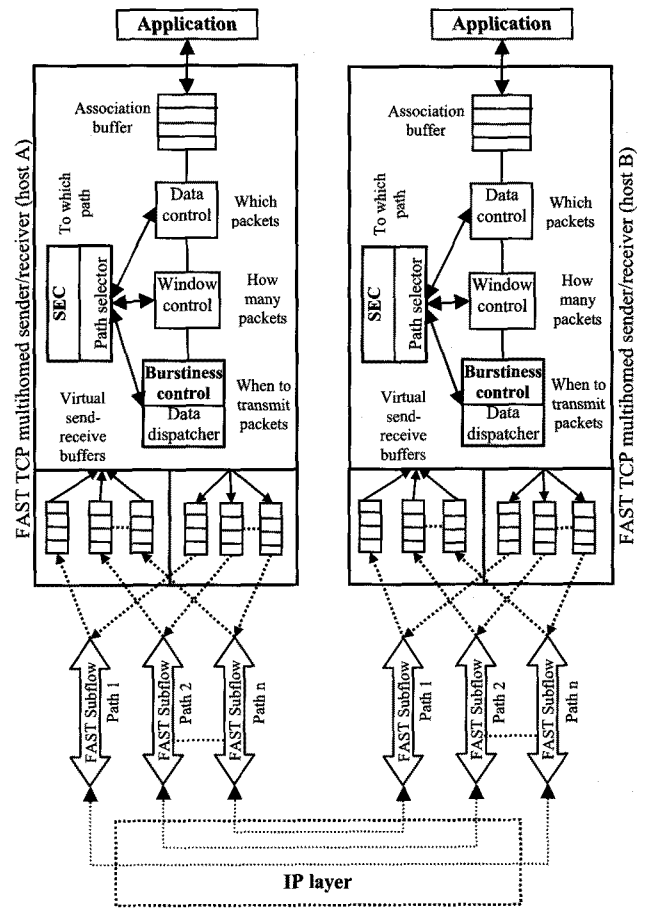 Application
Association
buffer
FAST TCP multihomed sender/receiver (host A)
To which
path
Data
control
Which
packets
SEC
Path selector
Window
control
How
many
packets
Burstiness
control
Data
dispatcher
When to
transmit
packets
Virtual
send-
receive
buffers
FAST Subflow
Path 1
FAST Subflow
Path 2
FAST Subflow
Path n
Application
Association
buffer
FAST TCP multihomed sender/receiver (host B)
To which
path
Data
control
Which
packets
SEC
Path selector
Window
control
How
many
packets
Burstiness
control
Data
dispatcher
When to
transmit
packets
Virtual
send-
receive
buffers
FAST Subflow
Path 1
FAST Subflow
Path 2
FAST Subflow
Path n
IP layer